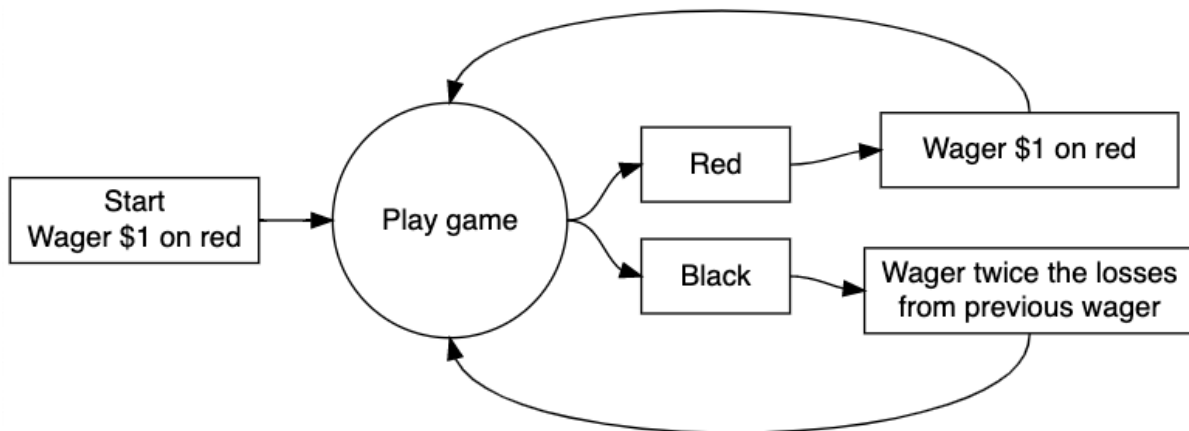 Start
Wager $1 on red
Play game
Red
Wager $1 on red
Black
Wager twice the losses
from previous wager